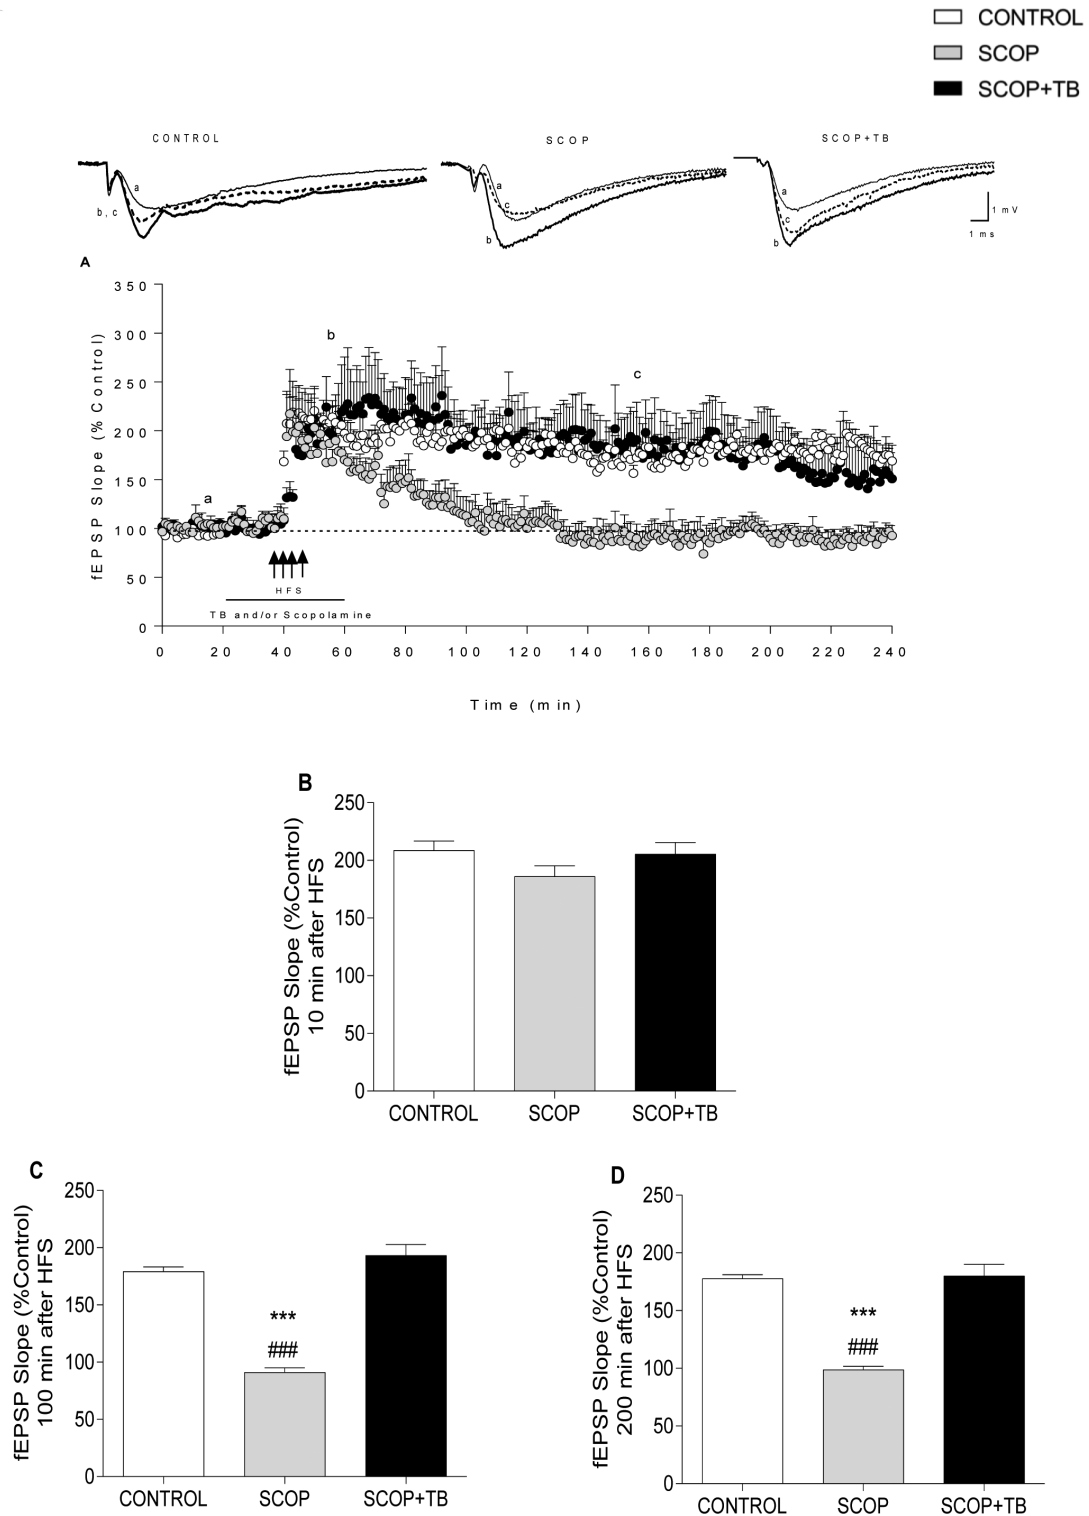 CONTROL
SCOP
SCOP+TB
CONTROL
SCOP
SCOP+TB
a
b, c
a
c
b
a
c
b
1 mV
1 ms
A
fEPSP Slope (% Control)
350
300
250
200
150
100
50
0
b
c
a
HFS
TB and/or Scopolamine
0 20 40 60 80 100 120 140 160 180 200 220 240
Time (min)
B
fEPSP Slope (%Control)
10 min after HFS
250
200
150
100
50
0
CONTROL SCOP SCOP+TB
C
fEPSP Slope (%Control)
100 min after HFS
250
200
150
100
50
0
***
###
CONTROL SCOP SCOP+TB
D
fEPSP Slope (%Control)
200 min after HFS
250
200
150
100
50
0
***
###
CONTROL SCOP SCOP+TB